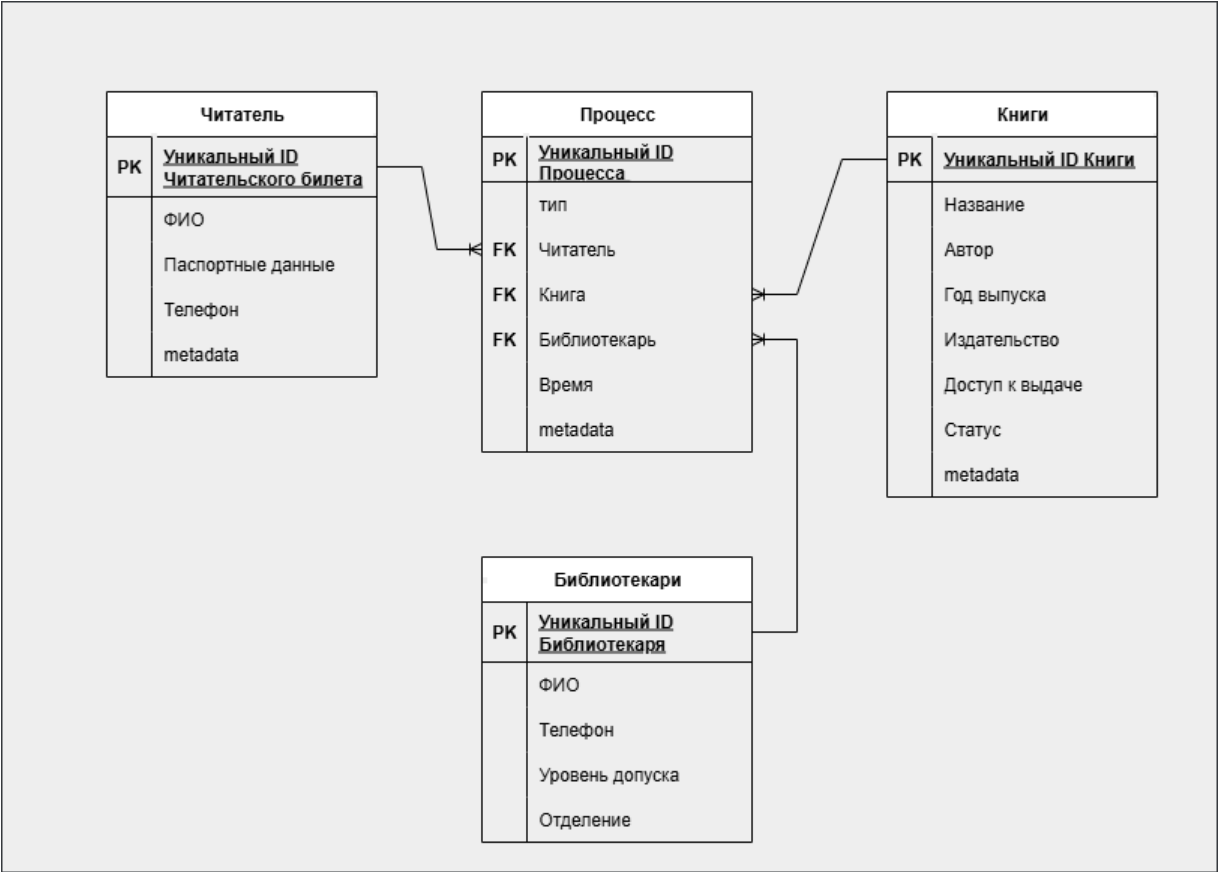 Читатель
PK
Уникальный ID
Читательского билета
ФИО
Паспортные данные
Телефон
metadata
Процесс
PK
Уникальный ID
Процесса
тип
FK Читатель
FK Книга
FK Библиотекарь
Время
metadata
Книги
PK Уникальный ID Книги
Название
Автор
Год выпуска
Издательство
Доступ к выдаче
Статус
metadata
Библиотекари
PK
Уникальный ID
Библиотекаря
ФИО
Телефон
Уровень допуска
Отделение